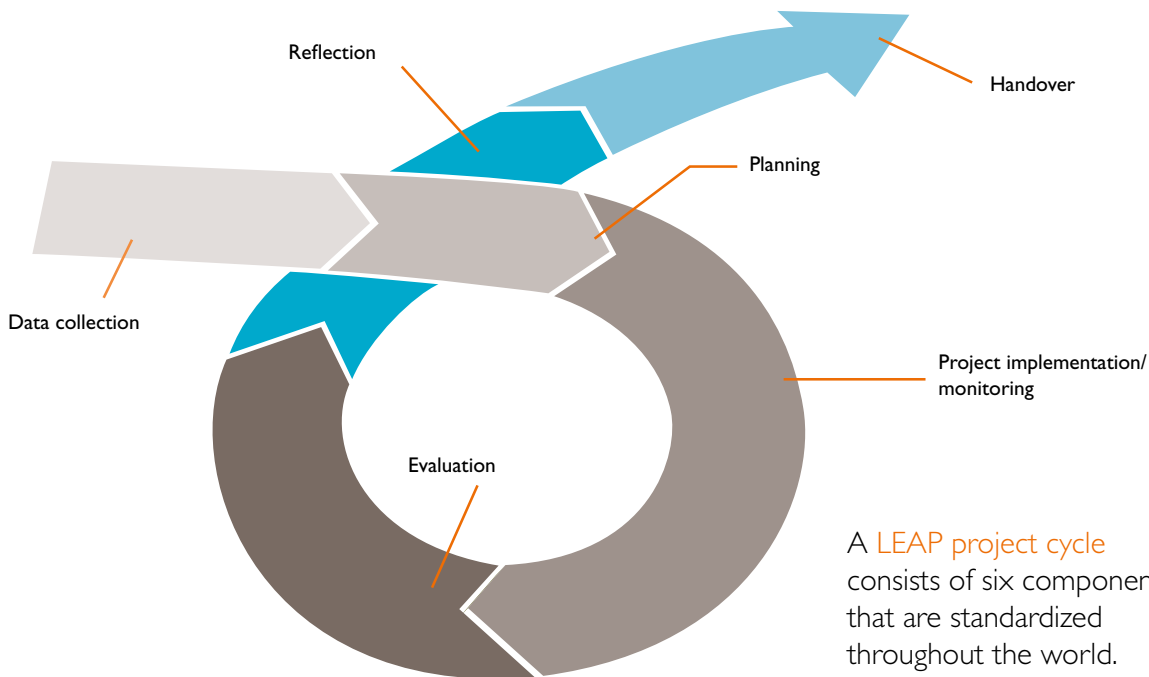 Reflection
Handover
Planning
Data collection
Project implementation/
monitoring
Evaluation
A LEAP project cycle
consists of six componer
that are standardized
throughout the world.